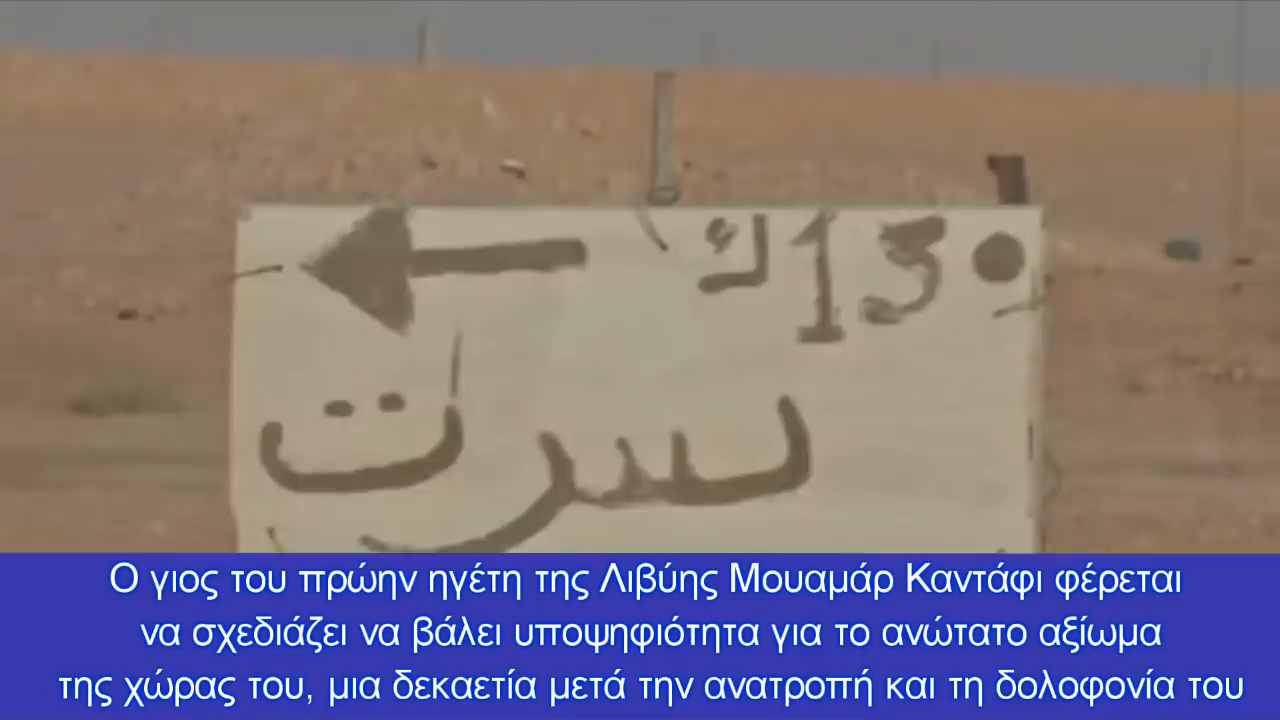 130 ك
سرت
Ο γιος του πρώην ηγέτη της Λιβύης Μουαμάρ Καντάφι φέρεται
να σχεδιάζει να βάλει υποψηφιότητα για το ανώτατο αξίωμα
της χώρας του, μια δεκαετία μετά την ανατροπή και τη δολοφονία του